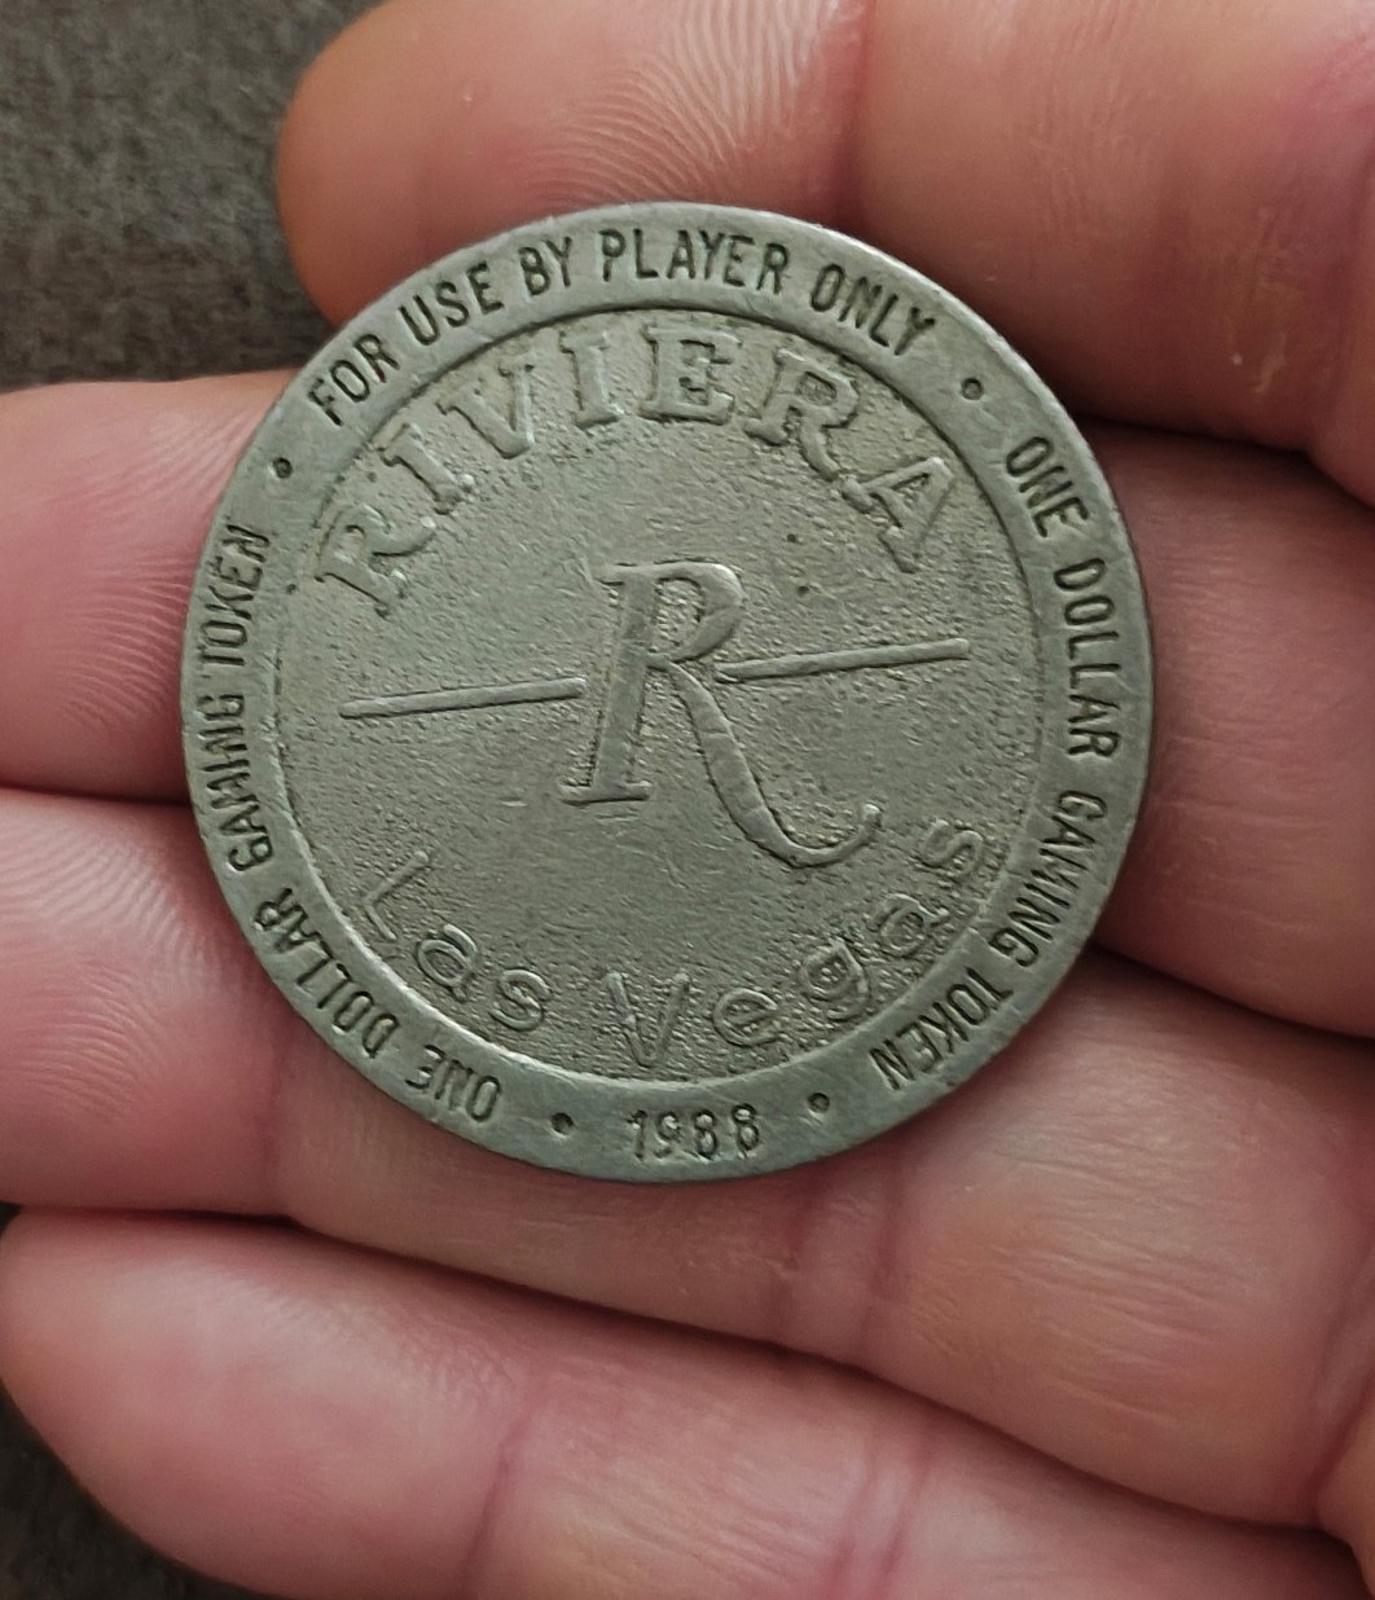 FOR USE BY PLAYER ONLY • ONE DOLLAR GAMING TOKEN • 1988 • ONE DOLLAR GAMING TOKEN •
RIVIERA
R
Las Vegas